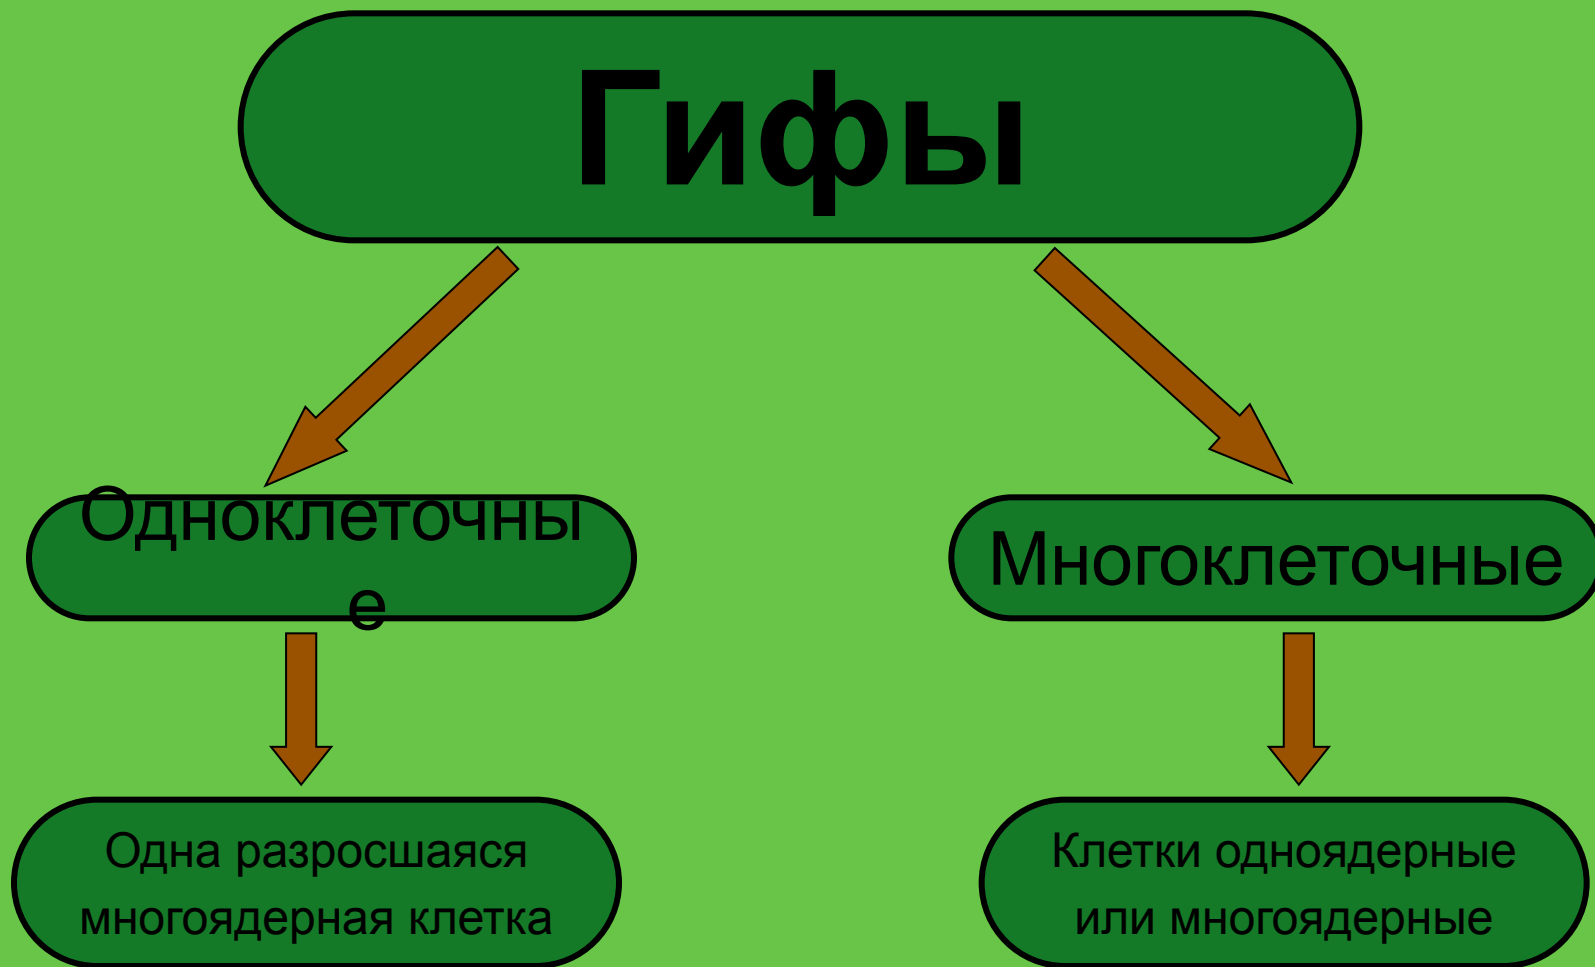 Гифы
Одноклеточны
е
Многоклеточные
Одна разросшаяся
многоядерная клетка
Клетки одноядерные
или многоядерные